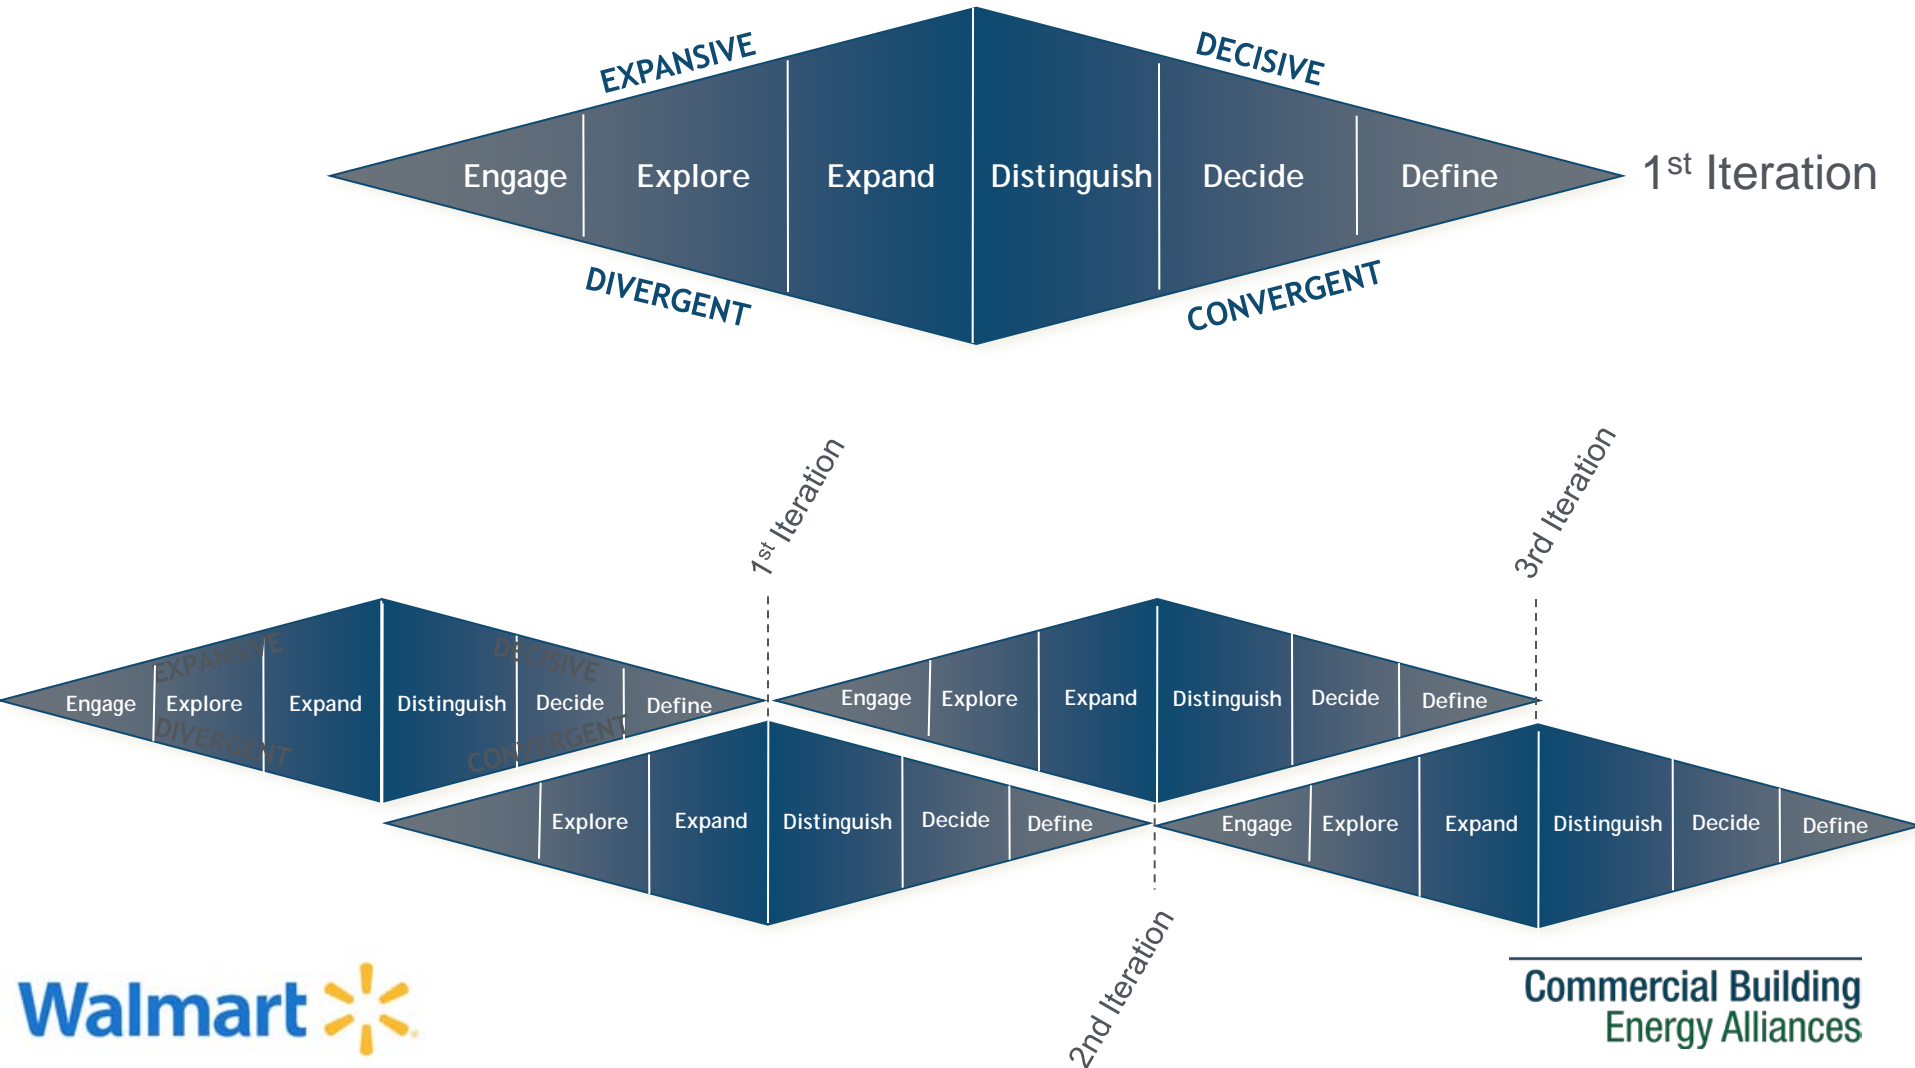 EXPANSIVE
DECISIVE
Engage Explore Expand Distinguish Decide Define
1st Iteration
DIVERGENT
CONVERGENT
1st Iteration
3rd Iteration
EXPANSIVE
DECISIVE
Engage Explore Expand Distinguish Decide Define
DIVERGENT
CONVERGENT
Engage Explore Expand Distinguish Decide Define
Explore Expand Distinguish Decide Define
Engage Explore Expand Distinguish Decide Define
2nd Iteration
Walmart
Commercial Building
Energy Alliances